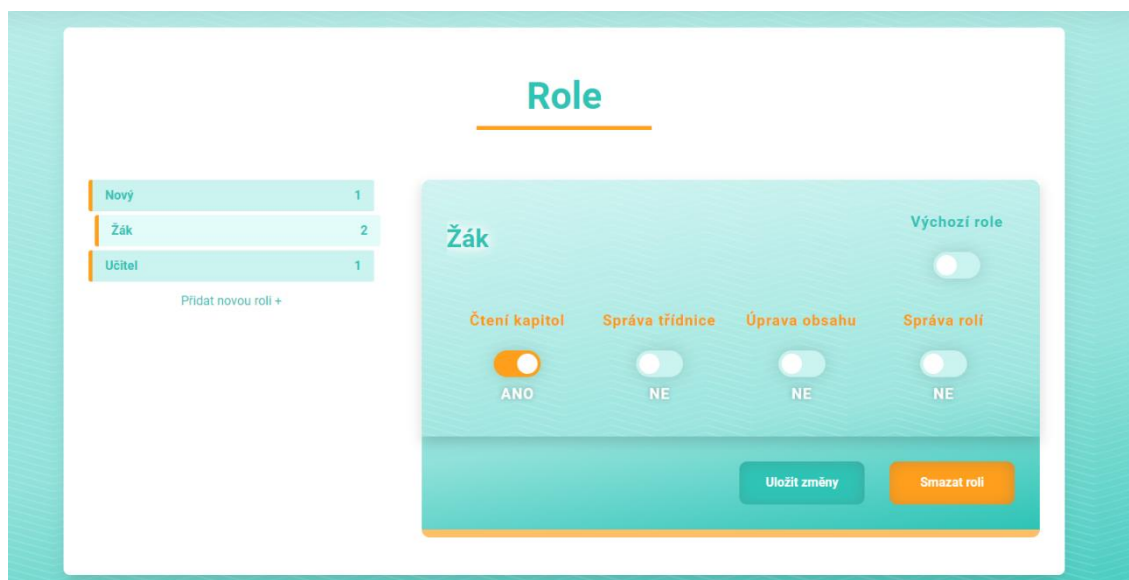 Role
Nový 1
Žák 2
Učitel 1
Přidat novou roli +
Žák
Výchozí role
Čtení kapitol Správa třídnice Úprava obsahu Správa rolí
ANO NE NE NE
Uložit změny Smazat roli